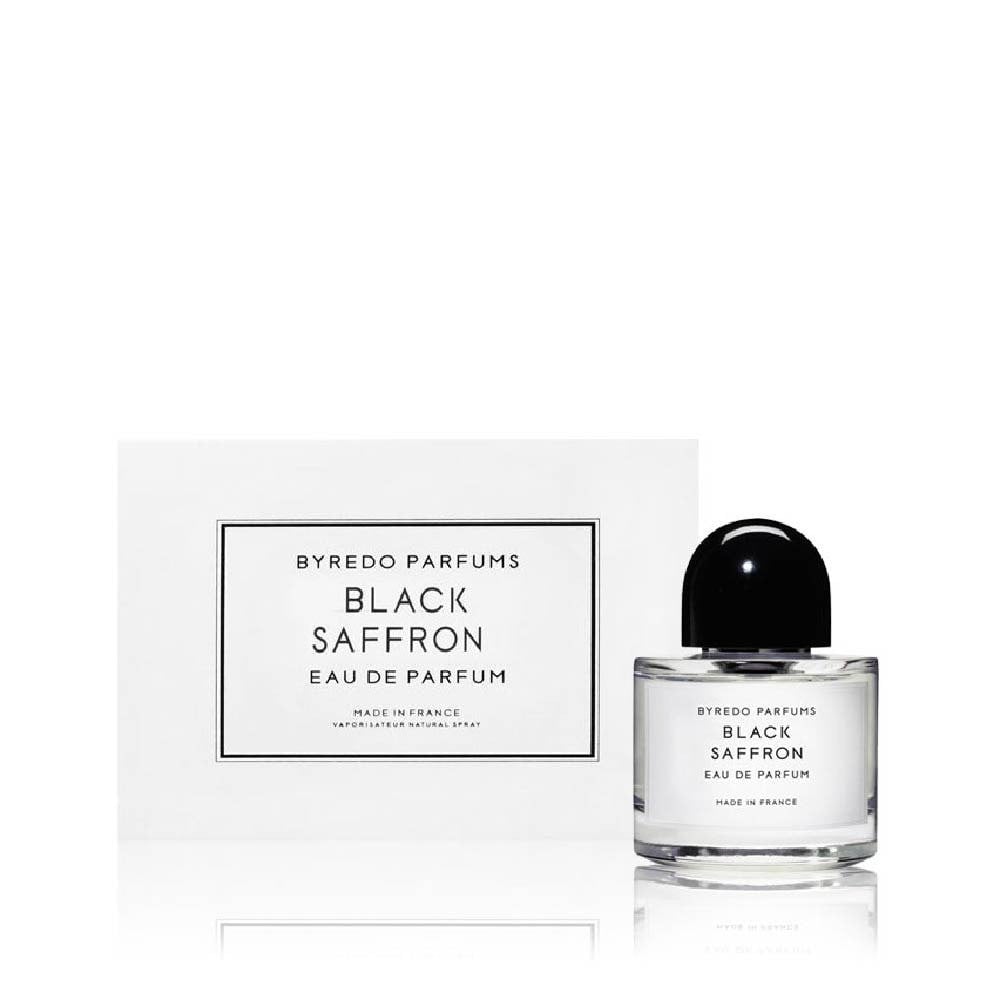 BYREDO PARFUMS
BLACK
SAFFRON
EAU DE PARFUM
MADE IN FRANCE
VAPORISATEUR NATURAL SPRAY
BYREDO PARFUMS
BLACK
SAFFRON
EAU DE PARFUM
MADE IN FRANCE